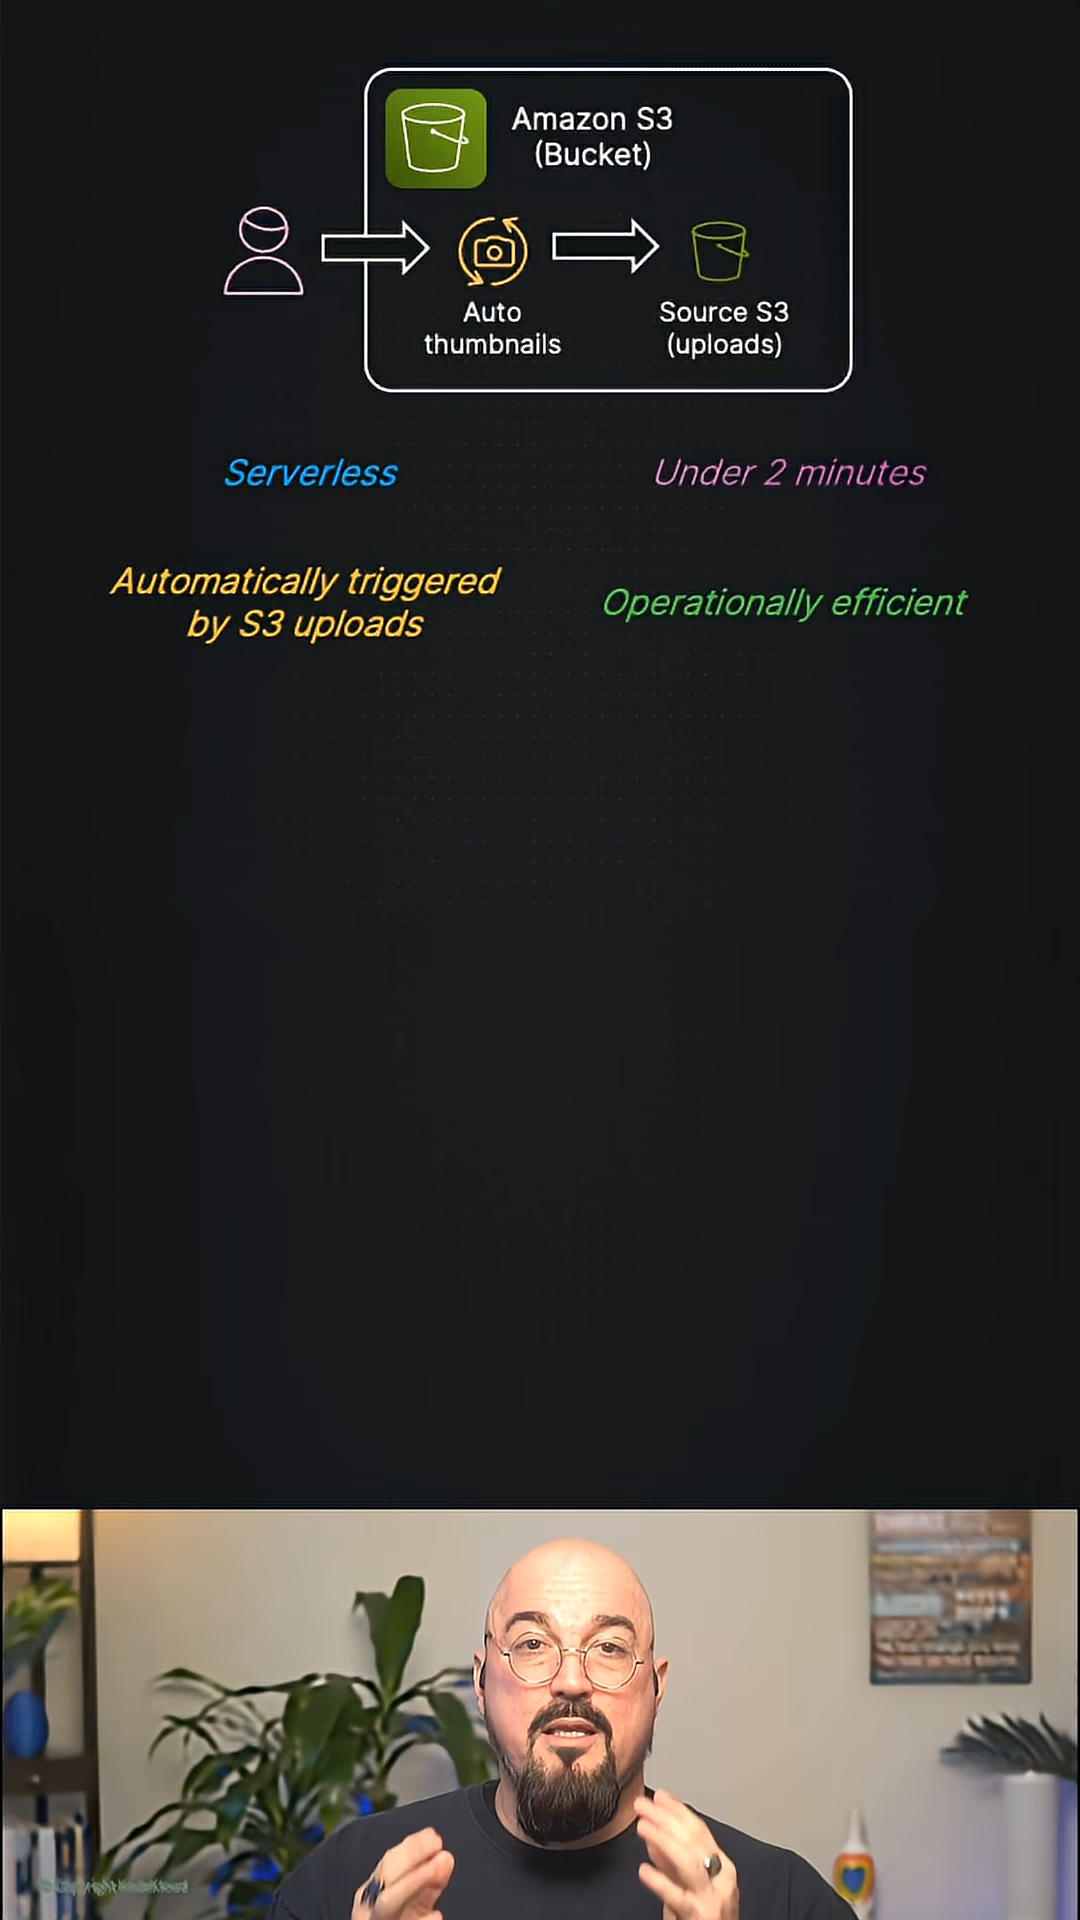 Amazon S3
(Bucket)
Auto
thumbnails
Source S3
(uploads)
Serverless
Under 2 minutes
Automatically triggered
by S3 uploads
Operationally efficient